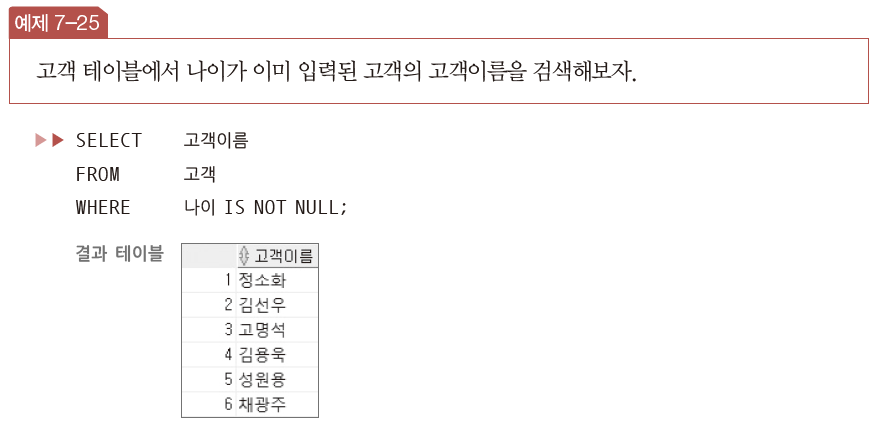 예제 7-25
고객 테이블에서 나이가 이미 입력된 고객의 고객이름을 검색해보자.
SELECT 고객이름
FROM 고객
WHERE 나이 IS NOT NULL;
결과 테이블
고객이름
1 정소화
2 김선우
3 고명석
4 김용욱
5 성원용
6 채광주